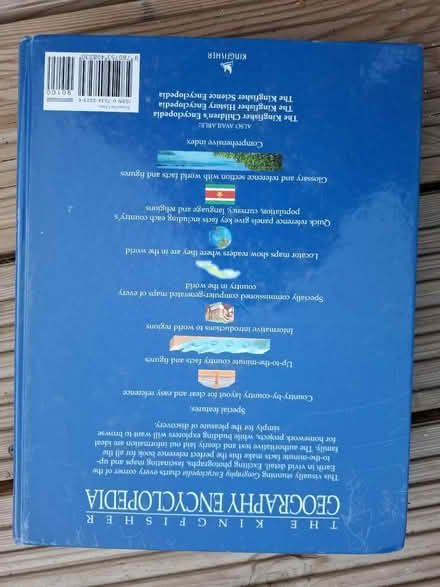 THE KINGFISHER
GEOGRAPHY ENCYCLOPEDIA
This visually stunning Geography Encyclopedia charts every corner of the
Earth in vivid detail. Exciting photographs, fascinating maps and up-
to-the-minute facts make this the perfect reference book for all the
family. The authoritative text and clearly laid out information are ideal
for homework projects, while budding explorers will want to browse
simply for the pleasure of discovery.
Special features:
Country-by-country layout for clear and easy reference
Up-to-the-minute country facts and figures
Informative introductions to world regions
Specially commissioned computer-generated maps of every
country in the world
Locator maps show readers where they are in the world
Quick reference panels give key facts including each country's
population, currency, language and religions
Glossary and reference section with world facts and figures
Comprehensive index
ALSO AVAILABLE:
The Kingfisher Children's Encyclopedia
The Kingfisher History Encyclopedia
The Kingfisher Science Encyclopedia
KINGFISHER
90100